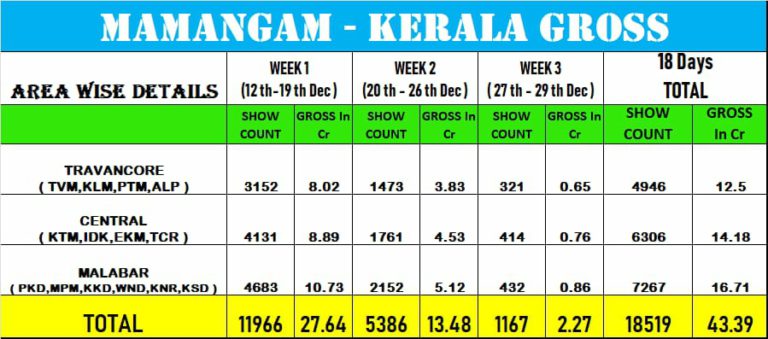 MAMANGAM - KERALA GROSS
AREA WISE DETAILS WEEK 1 (12 th-19 th Dec ) WEEK 2 (20 th - 26 th Dec ) WEEK 3 (27 th - 29 th Dec ) 18 Days TOTAL
SHOW COUNT GROSS In Cr SHOW COUNT GROSS In Cr SHOW COUNT GROSS In Cr SHOW COUNT GROSS In Cr
TRAVANCORE
( TVM,KLM,PTM,ALP ) 3152 8.02 1473 3.83 321 0.65 4946 12.5
CENTRAL
( KTM,IDK,EKM,TCR ) 4131 8.89 1761 4.53 414 0.76 6306 14.18
MALABAR
( PKD,MPM,KKD,WND,KNR,KSD ) 4683 10.73 2152 5.12 432 0.86 7267 16.71
TOTAL 11966 27.64 5386 13.48 1167 2.27 18519 43.39